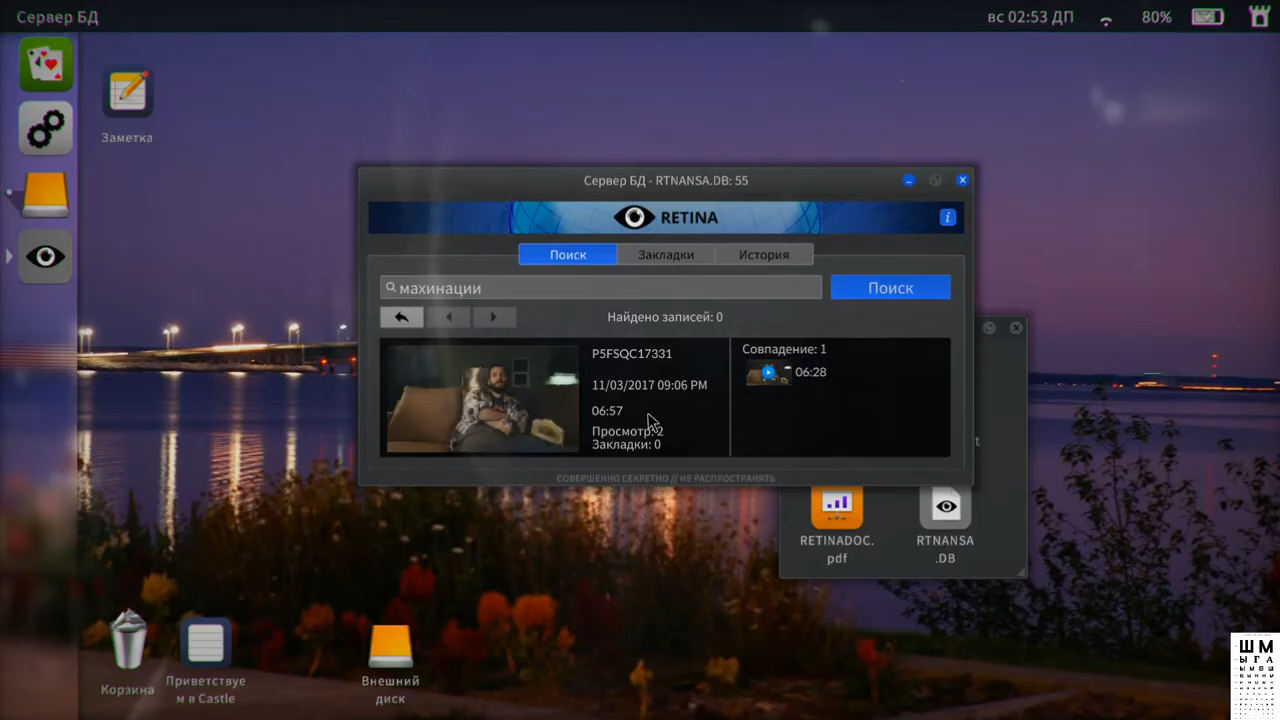 Сервер БД
вс 02:53 ДП
80%
Заметка
Сервер БД - RTNANSA.DB: 55
RETINA
i
Поиск
Закладки
История
махинации
Поиск
Найдено записей: 0
P5FSQC17331
11/03/2017 09:06 PM
06:57
Просмотр: 2
Закладки: 0
Совпадение: 1
06:28
СОВЕРШЕННО СЕКРЕТНО // НЕ РАСПРОСТРАНЯТЬ
t
RETINADOC.
pdf
RTNANSA
.DB
Корзина
Приветствуе
м в Castle
Внешний
диск
Ш М
Ы Г А